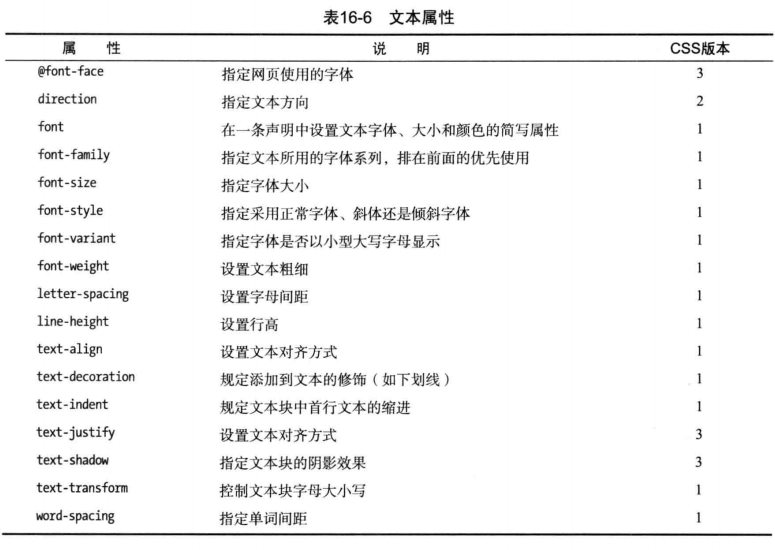 表16-6 文本属性
属 性 说 明 CSS版本
@font-face 指定网页使用的字体 3
direction 指定文本方向 2
font 在一条声明中设置文本字体、大小和颜色的简写属性 1
font-family 指定文本所用的字体系列，排在前面的优先使用 1
font-size 指定字体大小 1
font-style 指定采用正常字体、斜体还是倾斜字体 1
font-variant 指定字体是否以小型大写字母显示 1
font-weight 设置文本粗细 1
letter-spacing 设置字母间距 1
line-height 设置行高 1
text-align 设置文本对齐方式 1
text-decoration 规定添加到文本的修饰（如下划线） 1
text-indent 规定文本块中首行文本的缩进 1
text-justify 设置文本对齐方式 3
text-shadow 指定文本块的阴影效果 3
text-transform 控制文本块字母大小写 1
word-spacing 指定单词间距 1